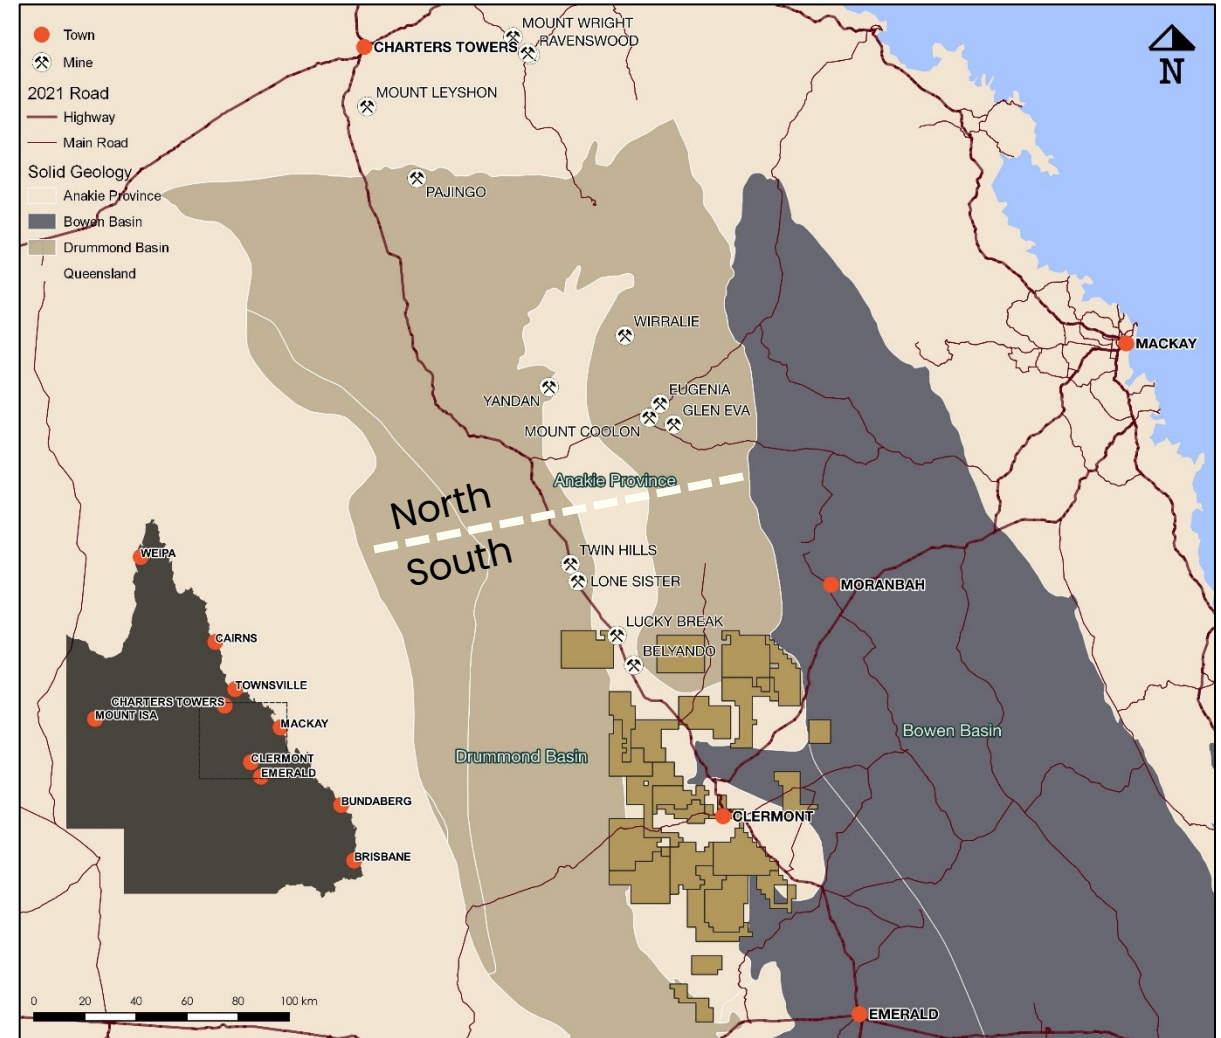 Town
Mine
2021 Road
Highway
Main Road
Solid Geology
Anakie Province
Bowen Basin
Drummond Basin
Queensland
MOUNT WRIGHT
RAVENSWOOD
CHARTERS TOWERS
MOUNT LEYSHON
PAJINGO
N
WIRRALIE
MACKAY
YANDAN
EUGENIA
GLEN EVA
MOUNT COOLON
Anakie Province
North
South
TWIN HILLS
LONE SISTER
MORANBAH
LUCKY BREAK
BELYANDO
Bowen Basin
Drummond Basin
CLERMONT
EMERALD
WEIPA
CAIRNS
TOWNSVILLE
CHARTERS TOWERS
MOUNT ISA
MACKAY
CLERMONT
EMERALD
BUNDABERG
BRISBANE
0 20 40 60 80 100 km